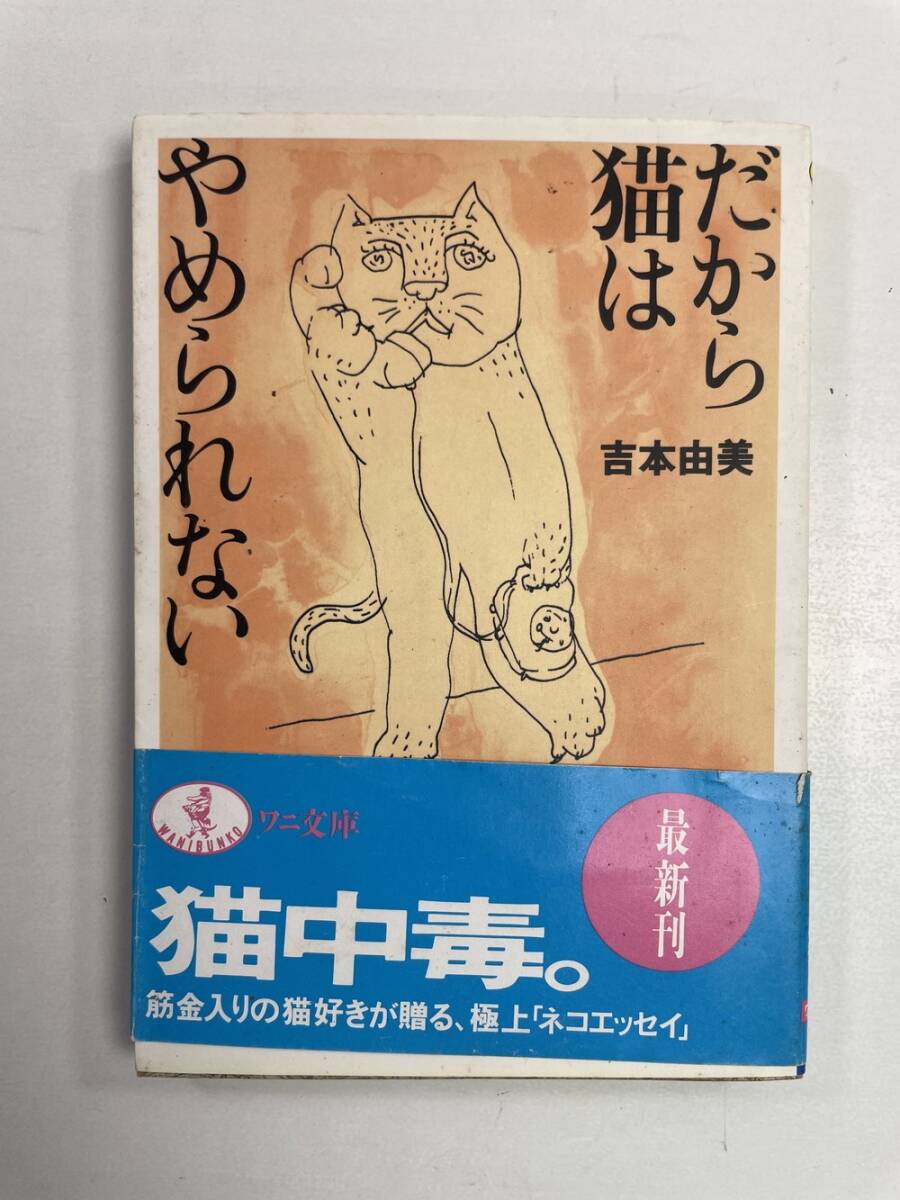 だから
猫は
やめられない
吉本由美
WANIBUNKO
ワニ文庫
最新刊
猫中毒。
筋金入りの猫好きが贈る、極上「ネコエッセイ」